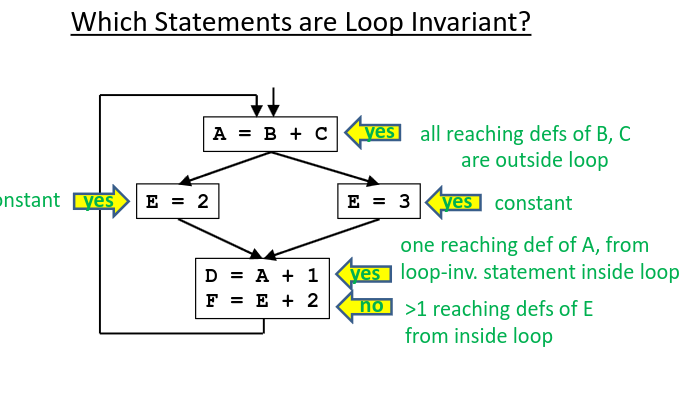 Which Statements are Loop Invariant?
A = B + C
yes
all reaching defs of B, C
are outside loop
onstant
yes
E = 2
E = 3
yes
constant
one reaching def of A, from
D = A + 1
yes
loop-inv. statement inside loop
F = E + 2
no
>1 reaching defs of E
from inside loop